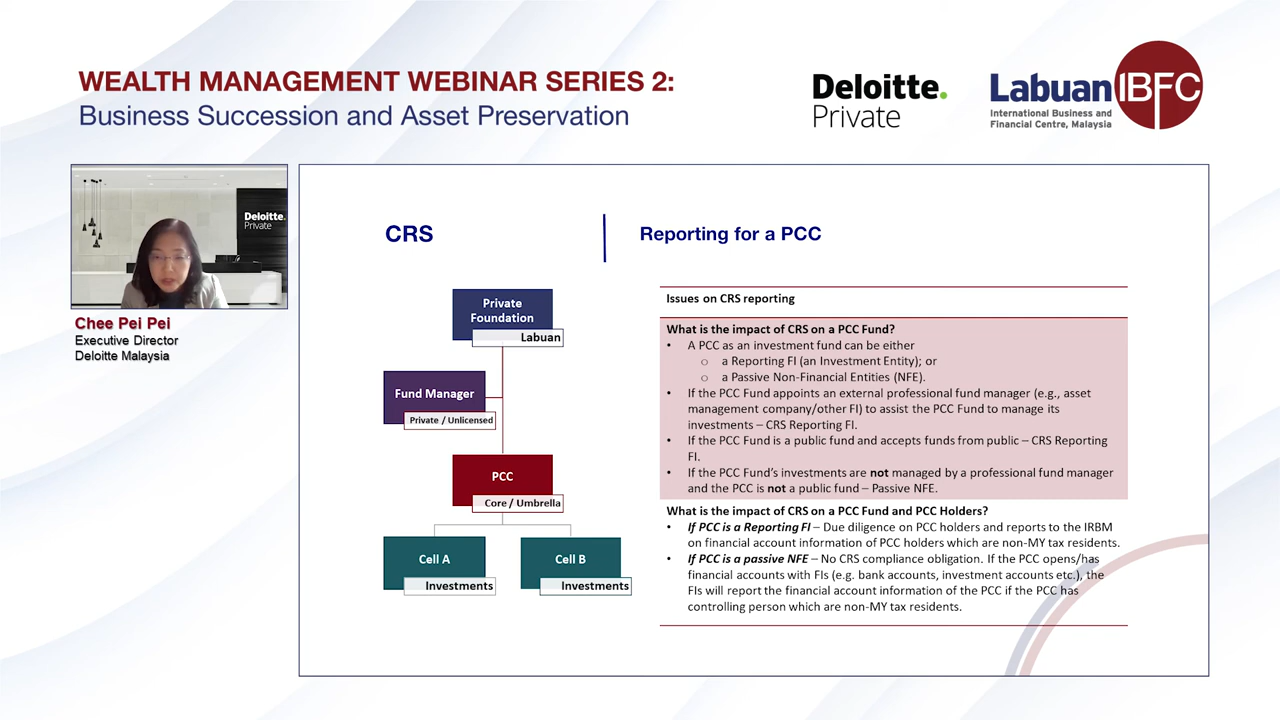 WEALTH MANAGEMENT WEBINAR SERIES 2:
Business Succession and Asset Preservation
Deloitte.
Private
Labuan IBFC
International Business and
Financial Centre, Malaysia
Deloitte.
Private
Chee Pei Pei
Executive Director
Deloitte Malaysia
CRS
Reporting for a PCC
Private
Foundation
Labuan
Fund Manager
Private / Unlicensed
PCC
Core / Umbrella
Cell A
Investments
Cell B
Investments
Issues on CRS reporting
What is the impact of CRS on a PCC Fund?
• A PCC as an investment fund can be either
o a Reporting FI (an Investment Entity); or
o a Passive Non-Financial Entities (NFE).
• If the PCC Fund appoints an external professional fund manager (e.g., asset
management company/other FI) to assist the PCC Fund to manage its
investments – CRS Reporting FI.
• If the PCC Fund is a public fund and accepts funds from public – CRS Reporting
FI.
• If the PCC Fund's investments are not managed by a professional fund manager
and the PCC is not a public fund – Passive NFE.
What is the impact of CRS on a PCC Fund and PCC Holders?
• If PCC is a Reporting FI – Due diligence on PCC holders and reports to the IRBM
on financial account information of PCC holders which are non-MY tax residents.
• If PCC is a passive NFE – No CRS compliance obligation. If the PCC opens/has
financial accounts with FIs (e.g. bank accounts, investment accounts etc.), the
FIs will report the financial account information of the PCC if the PCC has
controlling person which are non-MY tax residents.